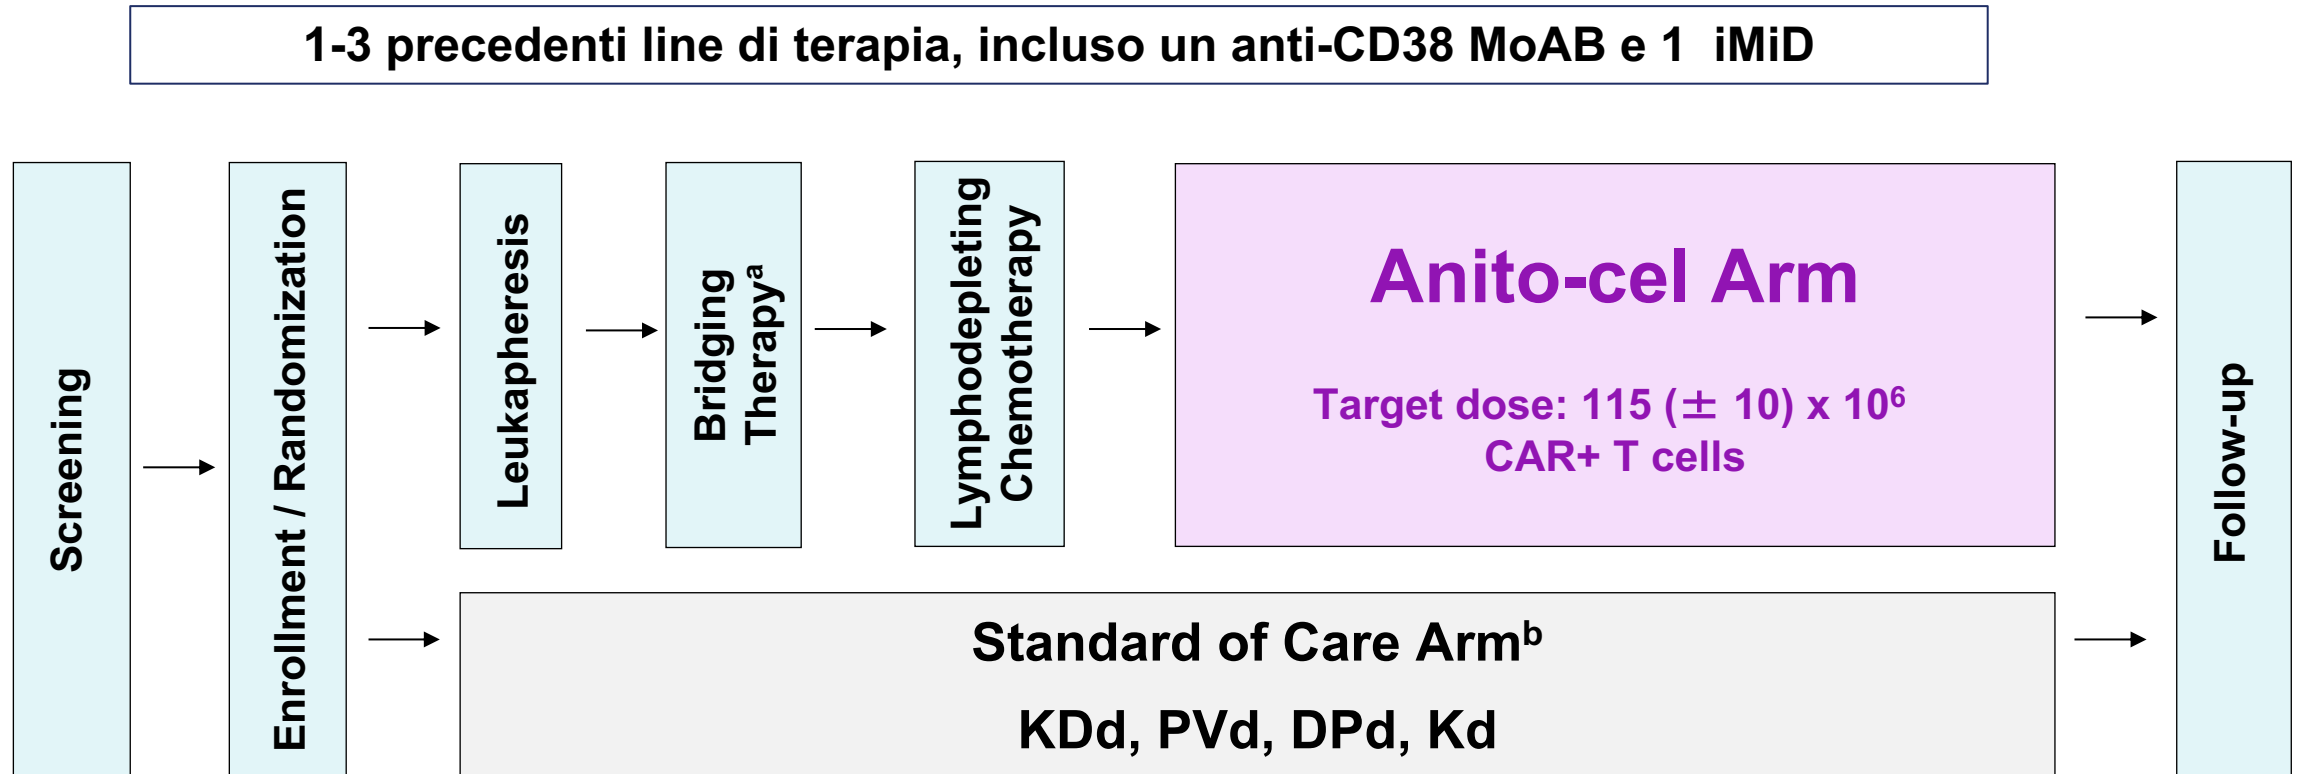 1-3 precedenti line di terapia, incluso un anti-CD38 MoAB e 1 iMiD
Screening
Enrollment / Randomization
Leukapheresis
Bridging
Therapyᵃ
Lymphodepleting
Chemotherapy
Anito-cel Arm
Target dose: 115 (± 10) x 10⁶
CAR+ T cells
Standard of Care Armᵇ
KDd, PVd, DPd, Kd
Follow-up